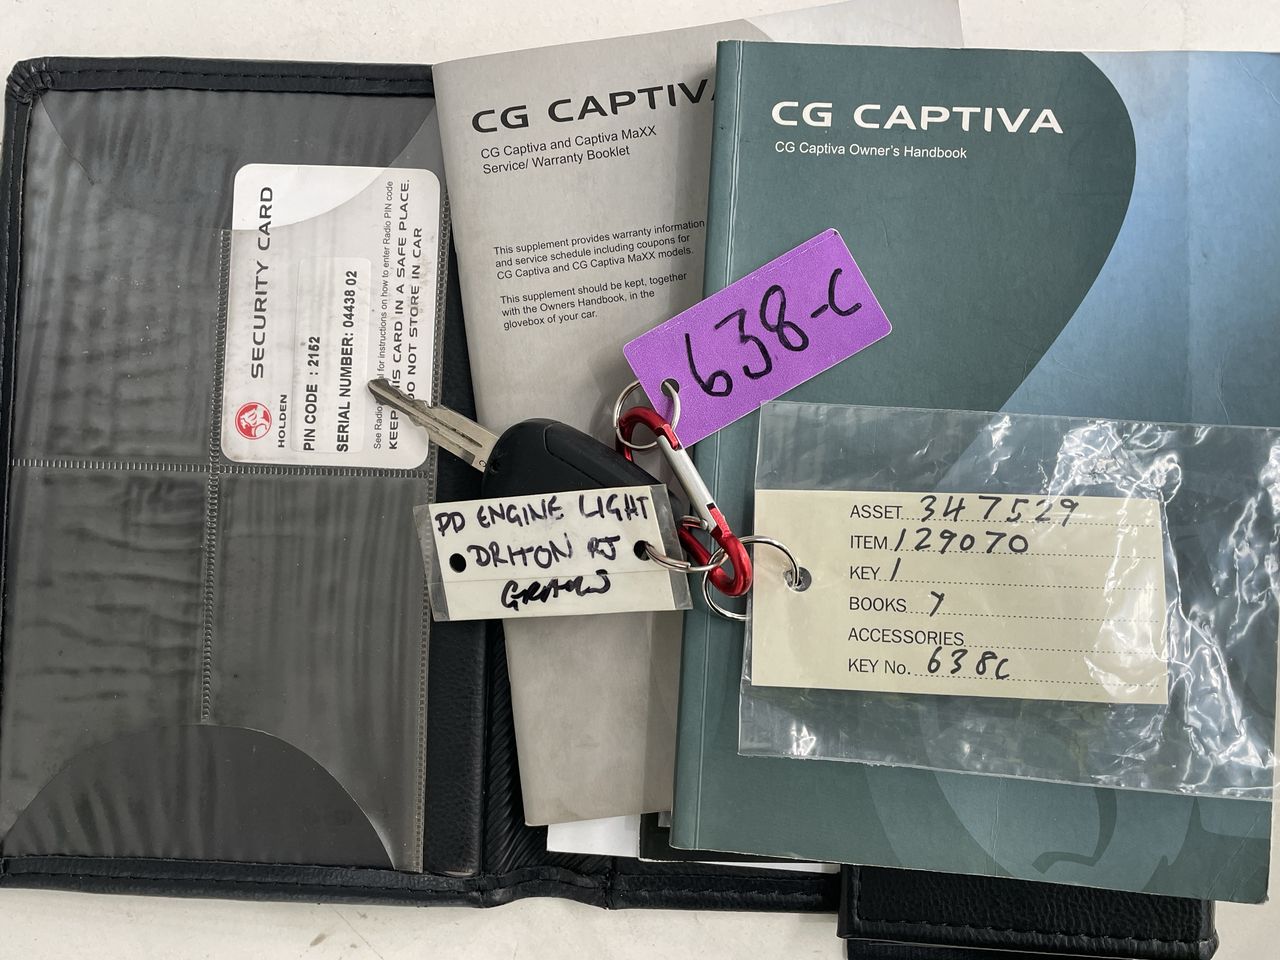 SECURITY CARD
HOLDEN
PIN CODE : 2152
SERIAL NUMBER: 04438 02
See Radio for instructions on how to enter Radio PIN code
KEEP THIS CARD IN A SAFE PLACE.
DO NOT STORE IN CAR
CG CAPTIVA
CG Captiva and Captiva MaXX
Service/ Warranty Booklet
This supplement provides warranty information
and service schedule including coupons for
CG Captiva and CG Captiva MaXX models.
This supplement should be kept, together
with the Owners Handbook, in the
glovebox of your car.
CG CAPTIVA
CG Captiva Owner's Handbook
638-C
DD ENGINE LIGHT
ASSET 347529
ITEM 129070
KEY 1
BOOKS Y
ACCESSORIES
KEY No. 638C